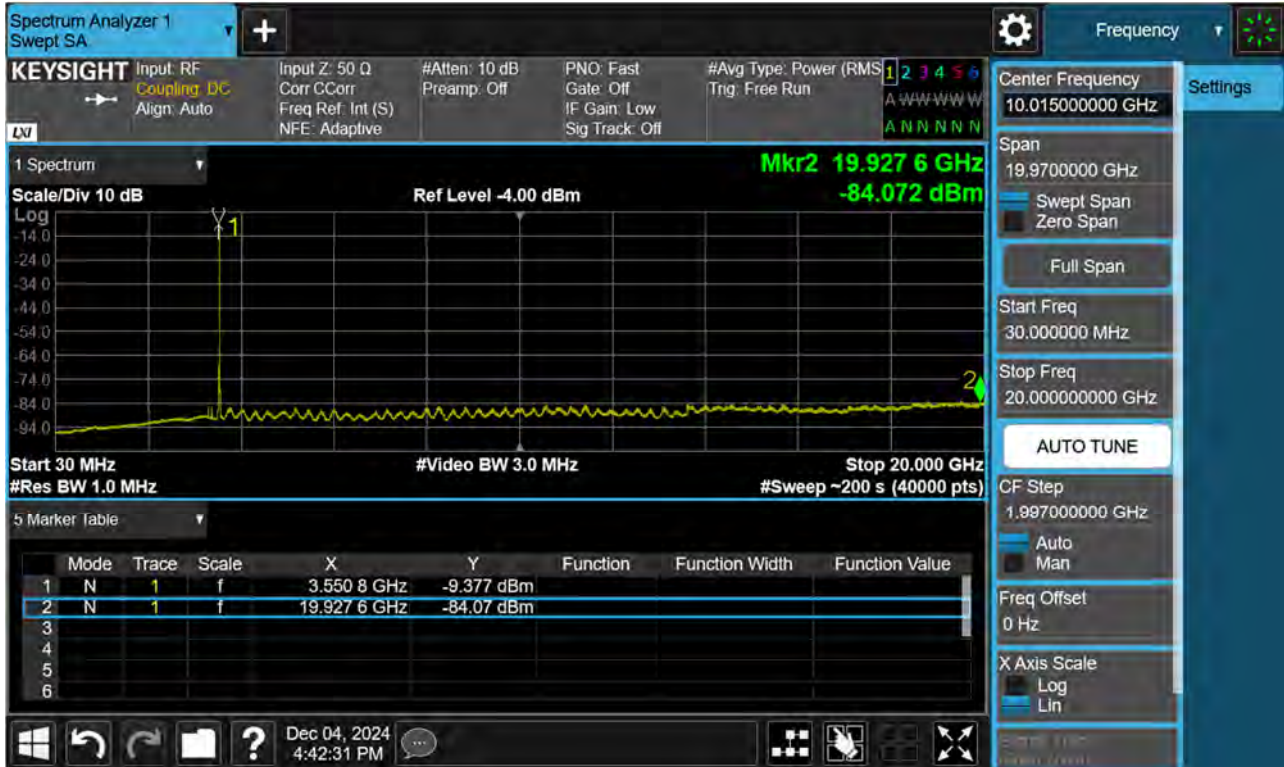 Spectrum Analyzer 1
Swept SA
+
Frequency
KEYSIGHT
LXI
Input: RF
Coupling: DC
Align: Auto
Input Z: 50 Ω
Corr CCorr
Freq Ref: Int (S)
NFE: Adaptive
#Atten: 10 dB
Preamp: Off
PNO: Fast
Gate: Off
IF Gain: Low
Sig Track: Off
#Avg Type: Power (RMS
Trig: Free Run
1 2 3 4 5 6
A W W W W W
A N N N N N
1 Spectrum
Mkr2 19.927 6 GHz
-84.072 dBm
Scale/Div 10 dB
Ref Level -4.00 dBm
Log
-14.0
-24.0
-34.0
-44.0
-54.0
-64.0
-74.0
-84.0
-94.0
1
2
Start 30 MHz
#Video BW 3.0 MHz
Stop 20.000 GHz
#Res BW 1.0 MHz
#Sweep ~200 s (40000 pts)
5 Marker Table
Mode Trace Scale X Y Function Function Width Function Value
1 N 1 f 3.550 8 GHz -9.377 dBm
2 N 1 f 19.927 6 GHz -84.07 dBm
3
4
5
6
Dec 04, 2024
4:42:31 PM
?
Center Frequency
10.015000000 GHz
Settings
Span
19.9700000 GHz
Swept Span
Zero Span
Full Span
Start Freq
30.000000 MHz
Stop Freq
20.000000000 GHz
AUTO TUNE
CF Step
1.997000000 GHz
Auto
Man
Freq Offset
0 Hz
X Axis Scale
Log
Lin